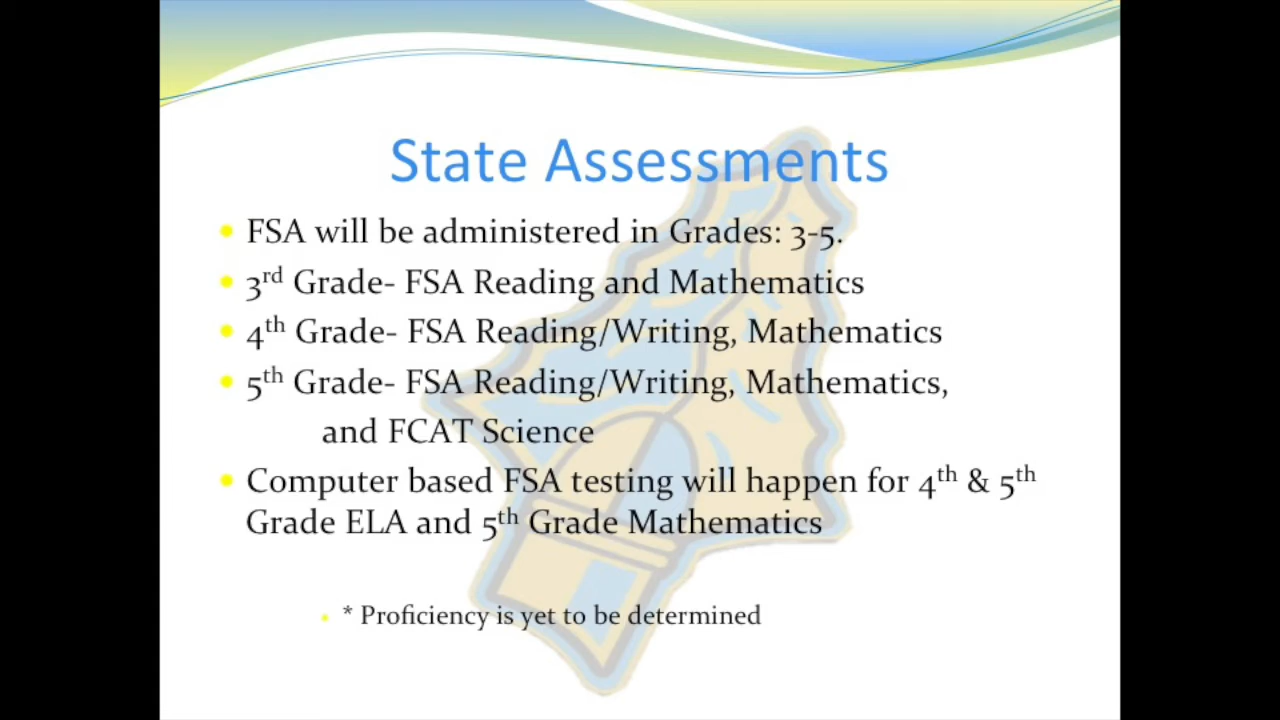 State Assessments
• FSA will be administered in Grades: 3-5.
• 3rd Grade- FSA Reading and Mathematics
• 4th Grade- FSA Reading/Writing, Mathematics
• 5th Grade- FSA Reading/Writing, Mathematics,
and FCAT Science
• Computer based FSA testing will happen for 4th & 5th
Grade ELA and 5th Grade Mathematics
• * Proficiency is yet to be determined